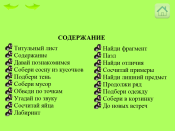 СОДЕРЖАНИЕ
Титульный лист
Содержание
Давай познакомимся
Собери сосну из кусочков
Подбери тень
Собери мусор
Обведи по точкам
Угадай по звуку
Сосчитай яйца
Лабиринт
Найди фрагмент
Пазл
Найди отличия
Сосчитай примеры
Найди лишний предмет
Продолжи ряд
Подбери одежду
Собери в корзинку
До новых встреч